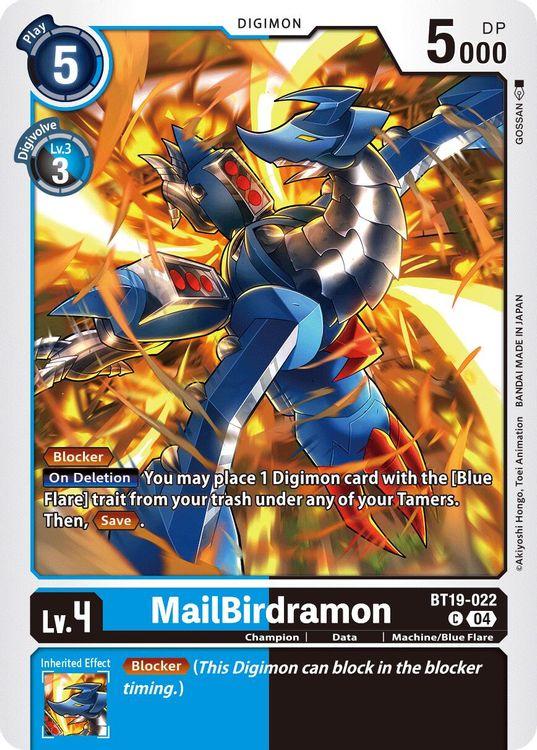 DIGIMON
Play
5
DP
5000
Digivolve
Lv.3
3
GOSSAN
BANDAI MADE IN JAPAN
©Akiyoshi Hongo, Toei Animation
Blocker
On Deletion You may place 1 Digimon card with the [Blue
Flare] trait from your trash under any of your Tamers.
Then, Save.
Lv.4
MailBirdramon
BT19-022
C 04
Champion | Data | Machine/Blue Flare
Inherited Effect
Blocker (This Digimon can block in the blocker
timing.)